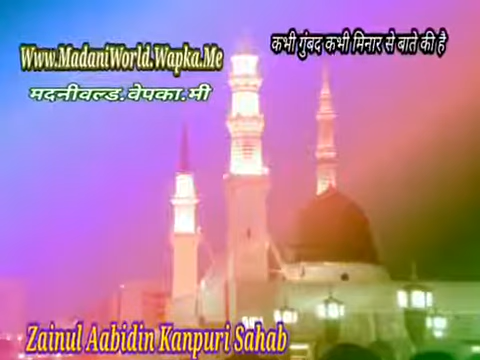 Www.MadaniWorld.Wapka.Me
कभी गुंबद कभी मिनार से बाते की है
मदनीवर्ल्ड.वेपका.मी
Zainul Aabidin Kanpuri Sahab